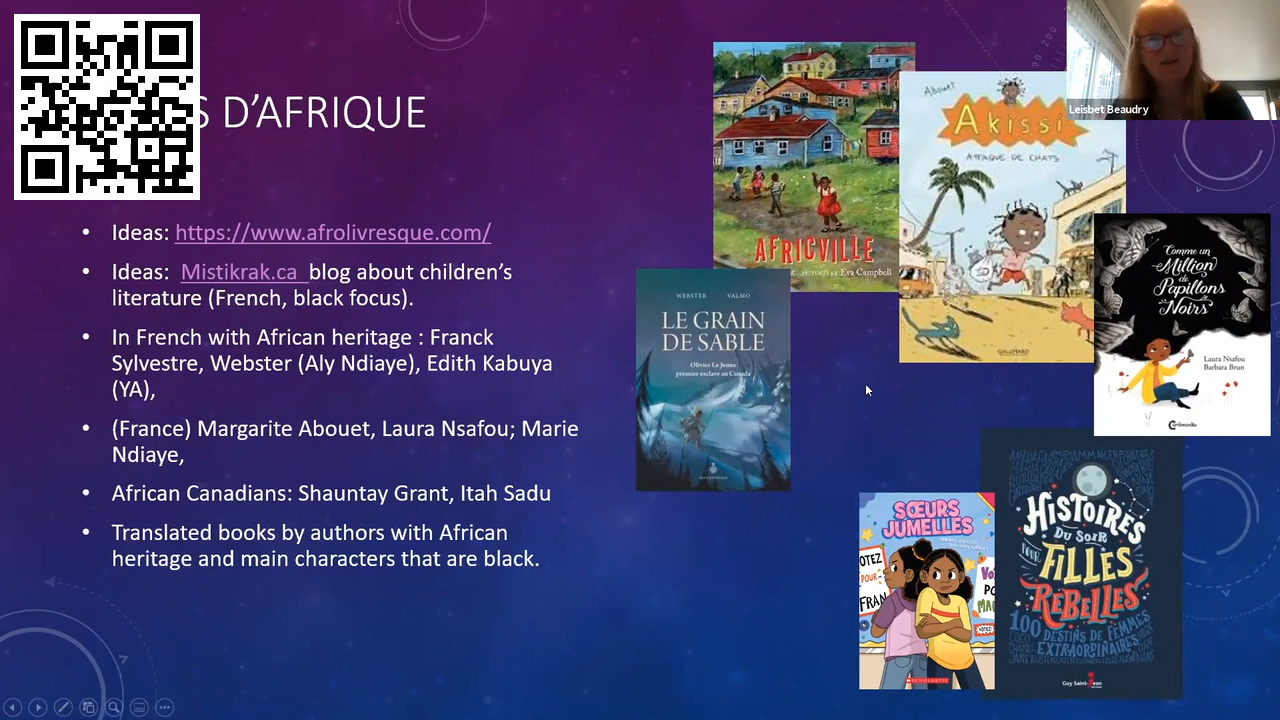 S D’AFRIQUE
• Ideas: https://www.afrolivresque.com/
• Ideas: Mistikrak.ca blog about children’s
literature (French, black focus).
• In French with African heritage : Franck
Sylvestre, Webster (Aly Ndiaye), Edith Kabuya
(YA),
• (France) Margarite Abouet, Laura Nsafou; Marie
Ndiaye,
• African Canadians: Shauntay Grant, Itah Sadu
• Translated books by authors with African
heritage and main characters that are black.
AFRICVILLE
Eva Campbell
Abouet
Akissi
ATTAQUE DE CHATS
GALLIMARD
Leisbet Beaudry
Comme un
Million
de
Papillons
Noirs
Laura Nsafou
Barbara Brun
WEBSTER VALMO
LE GRAIN
DE SABLE
Olivier Le Jeune
premier esclave au Canada
SŒURS
JUMELLES
OTEZ
POUR
FRAN
SCHOLASTIC
HISTOIRES
DU SOIR
POUR
FILLES
REBELLES
100 DESTINS DE FEMMES
EXTRAORDINAIRES
Guy Saint-Jean